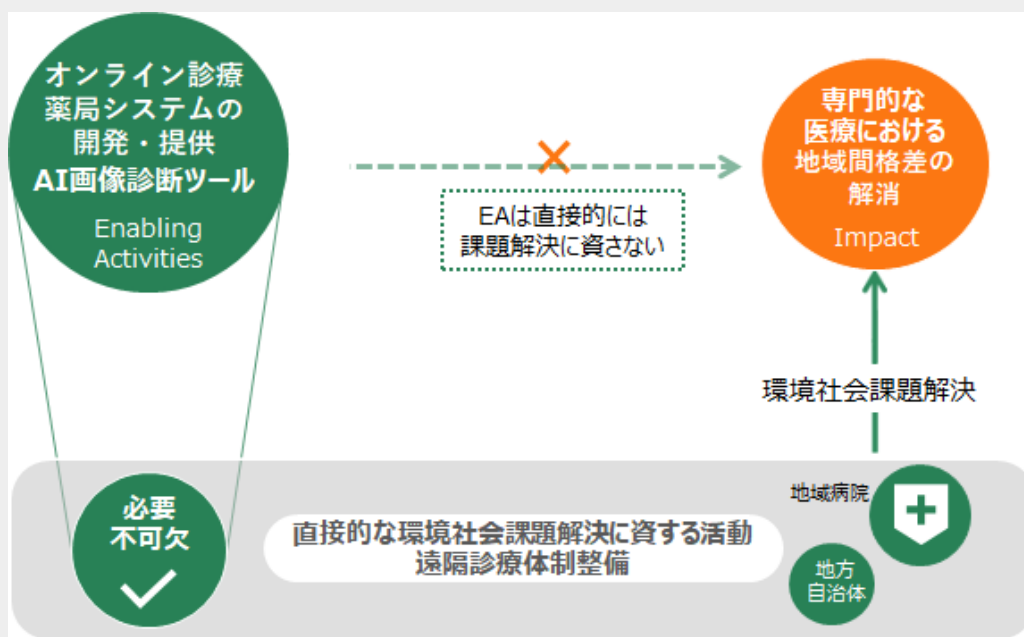 オンライン診療
薬局システムの
開発・提供
AI画像診断ツール
Enabling
Activities
EAは直接的には
課題解決に資さない
専門的な
医療における
地域間格差の
解消
Impact
環境社会課題解決
必要
不可欠
直接的な環境社会課題解決に資する活動
遠隔診療体制整備
地域病院
地方
自治体